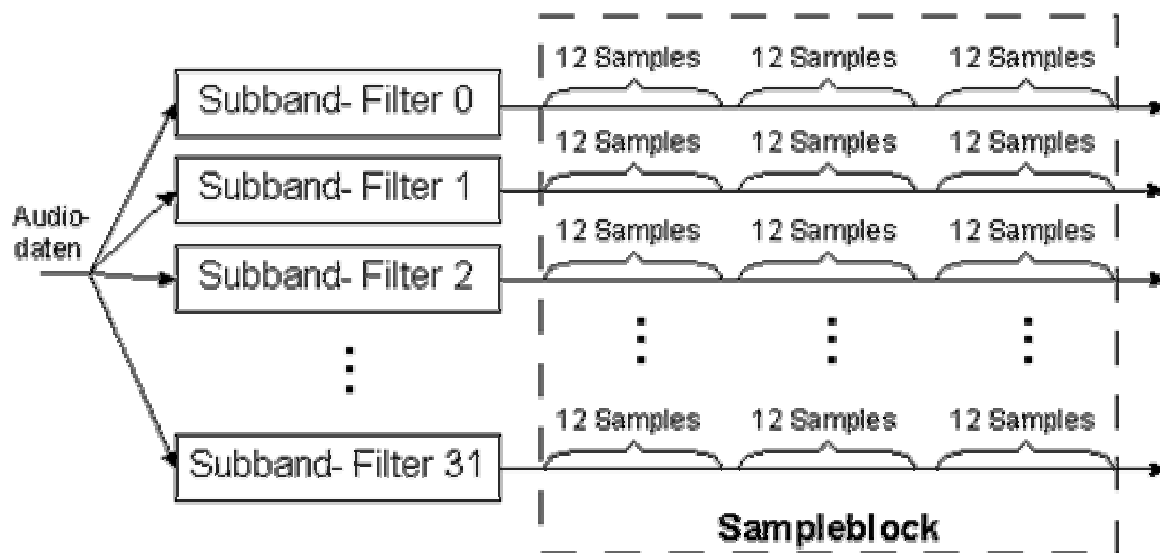 12 Samples 12 Samples 12 Samples
Subband- Filter 0
12 Samples 12 Samples 12 Samples
Subband- Filter 1
Audio-
daten
12 Samples 12 Samples 12 Samples
Subband- Filter 2
12 Samples 12 Samples 12 Samples
Subband- Filter 31
Sampleblock